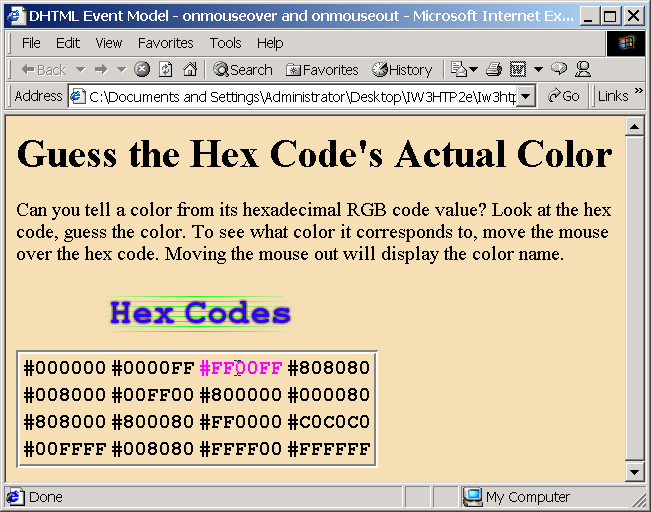 DHTML Event Model - onmouseover and onmouseout - Microsoft Internet Ex...
File Edit View Favorites Tools Help
Back Search Favorites History
Address C:\Documents and Settings\Administrator\Desktop\IW3HTP2e\Iw3htp Go Links »
Guess the Hex Code's Actual Color
Can you tell a color from its hexadecimal RGB code value? Look at the hex
code, guess the color. To see what color it corresponds to, move the mouse
over the hex code. Moving the mouse out will display the color name.
Hex Codes
#000000 #0000FF #FF00FF #808080
#008000 #00FF00 #800000 #000080
#808000 #800080 #FF0000 #C0C0C0
#00FFFF #008080 #FFFF00 #FFFFFF
Done My Computer